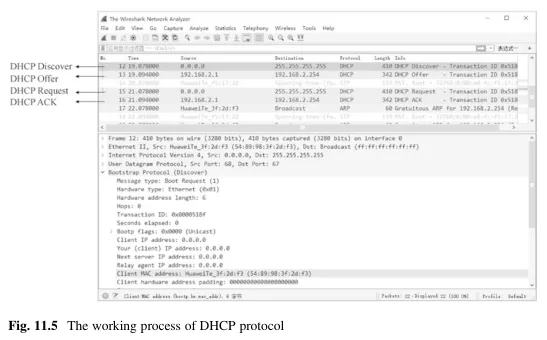 The Wireshark Network Analyzer
File Edit View Go Capture Analyze Statistics Telephony Wireless Tools Help
表达式…
No. Time Source Destination Protocol Length Info
DHCP Discover 12 19.078000 0.0.0.0 255.255.255.255 DHCP 410 DHCP Discover - Transaction ID 0x518
DHCP Offer 13 19.094000 192.168.2.1 192.168.2.254 DHCP 342 DHCP Offer - Transaction ID 0x518
DHCP Request 15 21.078000 0.0.0.0 255.255.255.255 DHCP 410 DHCP Request - Transaction ID 0x518
DHCP ACK 16 21.094000 192.168.2.1 192.168.2.254 DHCP 342 DHCP ACK - Transaction ID 0x518
17 22.078000 HuaweiTe_3f:2d:f3 Broadcast ARP 60 Gratuitous ARP for 192.168.2.254 (Re
Frame 12: 410 bytes on wire (3280 bits), 410 bytes captured (3280 bits) on interface 0
Ethernet II, Src: HuaweiTe_3f:2d:f3 (54:89:98:3f:2d:f3), Dst: Broadcast (ff:ff:ff:ff:ff:ff)
Internet Protocol Version 4, Src: 0.0.0.0, Dst: 255.255.255.255
User Datagram Protocol, Src Port: 68, Dst Port: 67
Bootstrap Protocol (Discover)
Message type: Boot Request (1)
Hardware type: Ethernet (0x01)
Hardware address length: 6
Hops: 0
Transaction ID: 0x0000518f
Seconds elapsed: 0
Bootp flags: 0x0000 (Unicast)
Client IP address: 0.0.0.0
Your (client) IP address: 0.0.0.0
Next server IP address: 0.0.0.0
Relay agent IP address: 0.0.0.0
Client MAC address: HuaweiTe_3f:2d:f3 (54:89:98:3f:2d:f3)
Client hardware address padding: 00000000000000000000
Client MAC address (bootp.hw.mac_addr), 6 字节 Packets: 22 · Displayed: 22 (100.0%) Profile: Default
Fig. 11.5 The working process of DHCP protocol